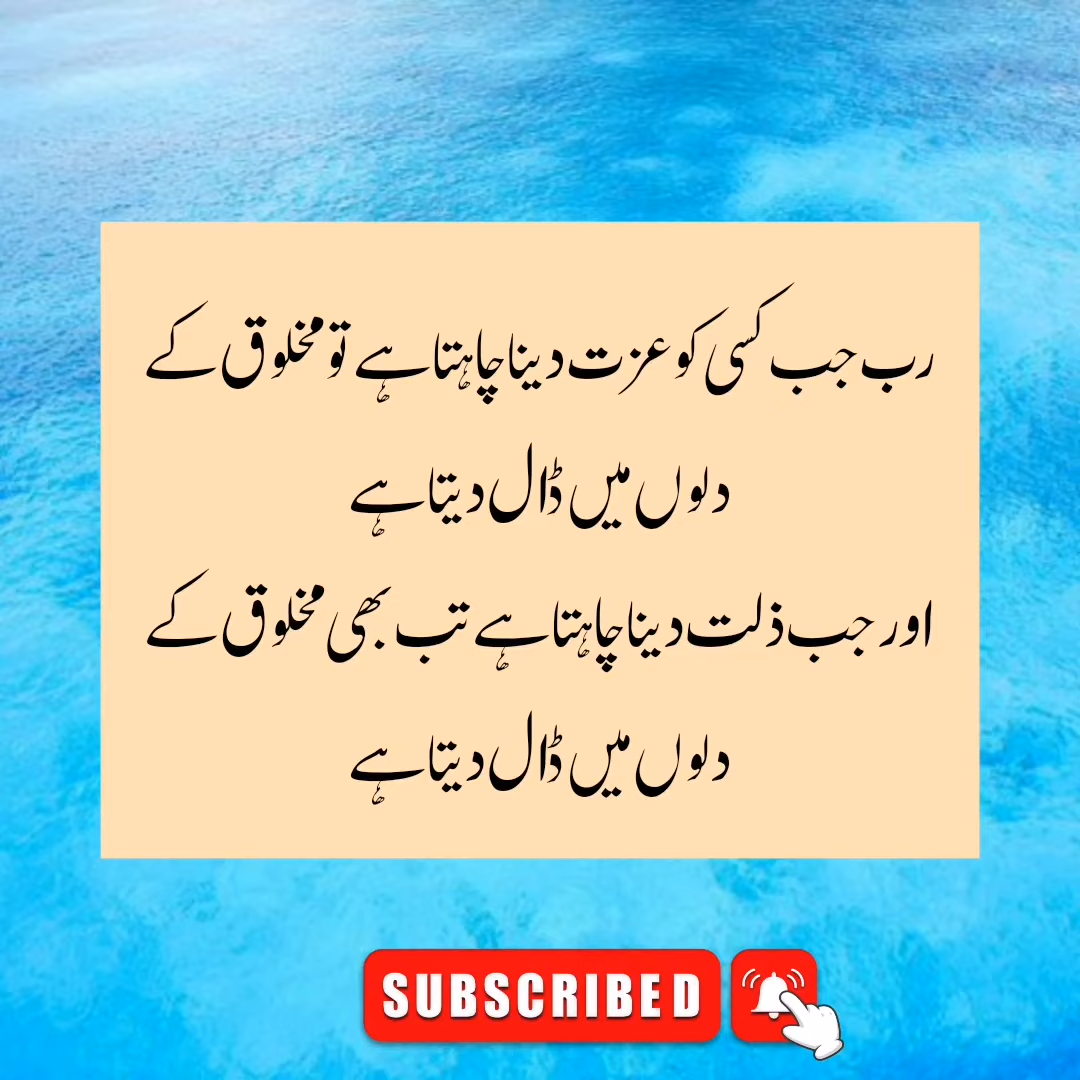 رب جب کسی کو عزت دینا چاہتا ہے تو مخلوق کے
دلوں میں ڈال دیتا ہے
اور جب ذلت دینا چاہتا ہے تب بھی مخلوق کے
دلوں میں ڈال دیتا ہے
SUBSCRIBED